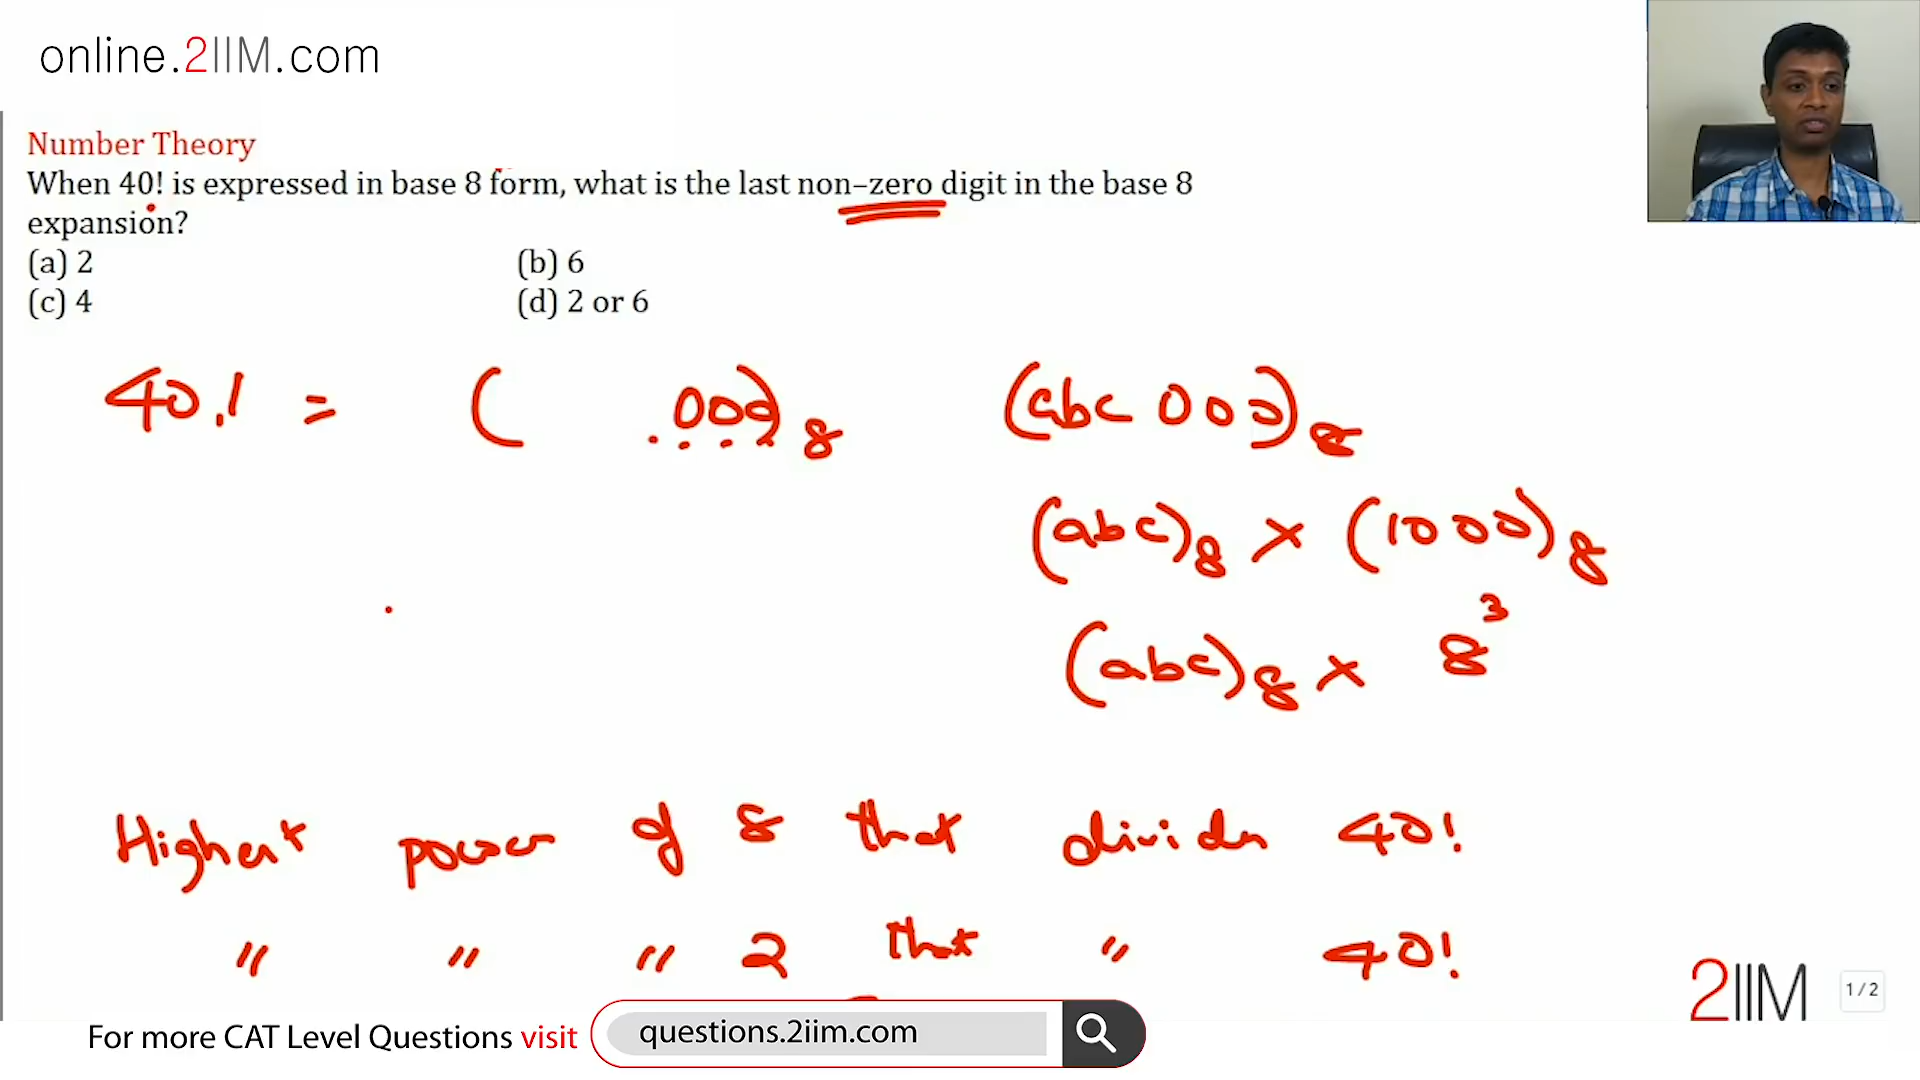 online.2IIM.com
Number Theory
When 40! is expressed in base 8 form, what is the last non–zero digit in the base 8
expansion?
(a) 2 (b) 6
(c) 4 (d) 2 or 6
40! = ( 000)8 (abc 000)8
(abc)8 × (1000)8
(abc)8 × 8³
Highest power of 8 that divides 40!
〃 〃 〃 2 that 〃 40!
2IIM
1 / 2
For more CAT Level Questions visit questions.2iim.com